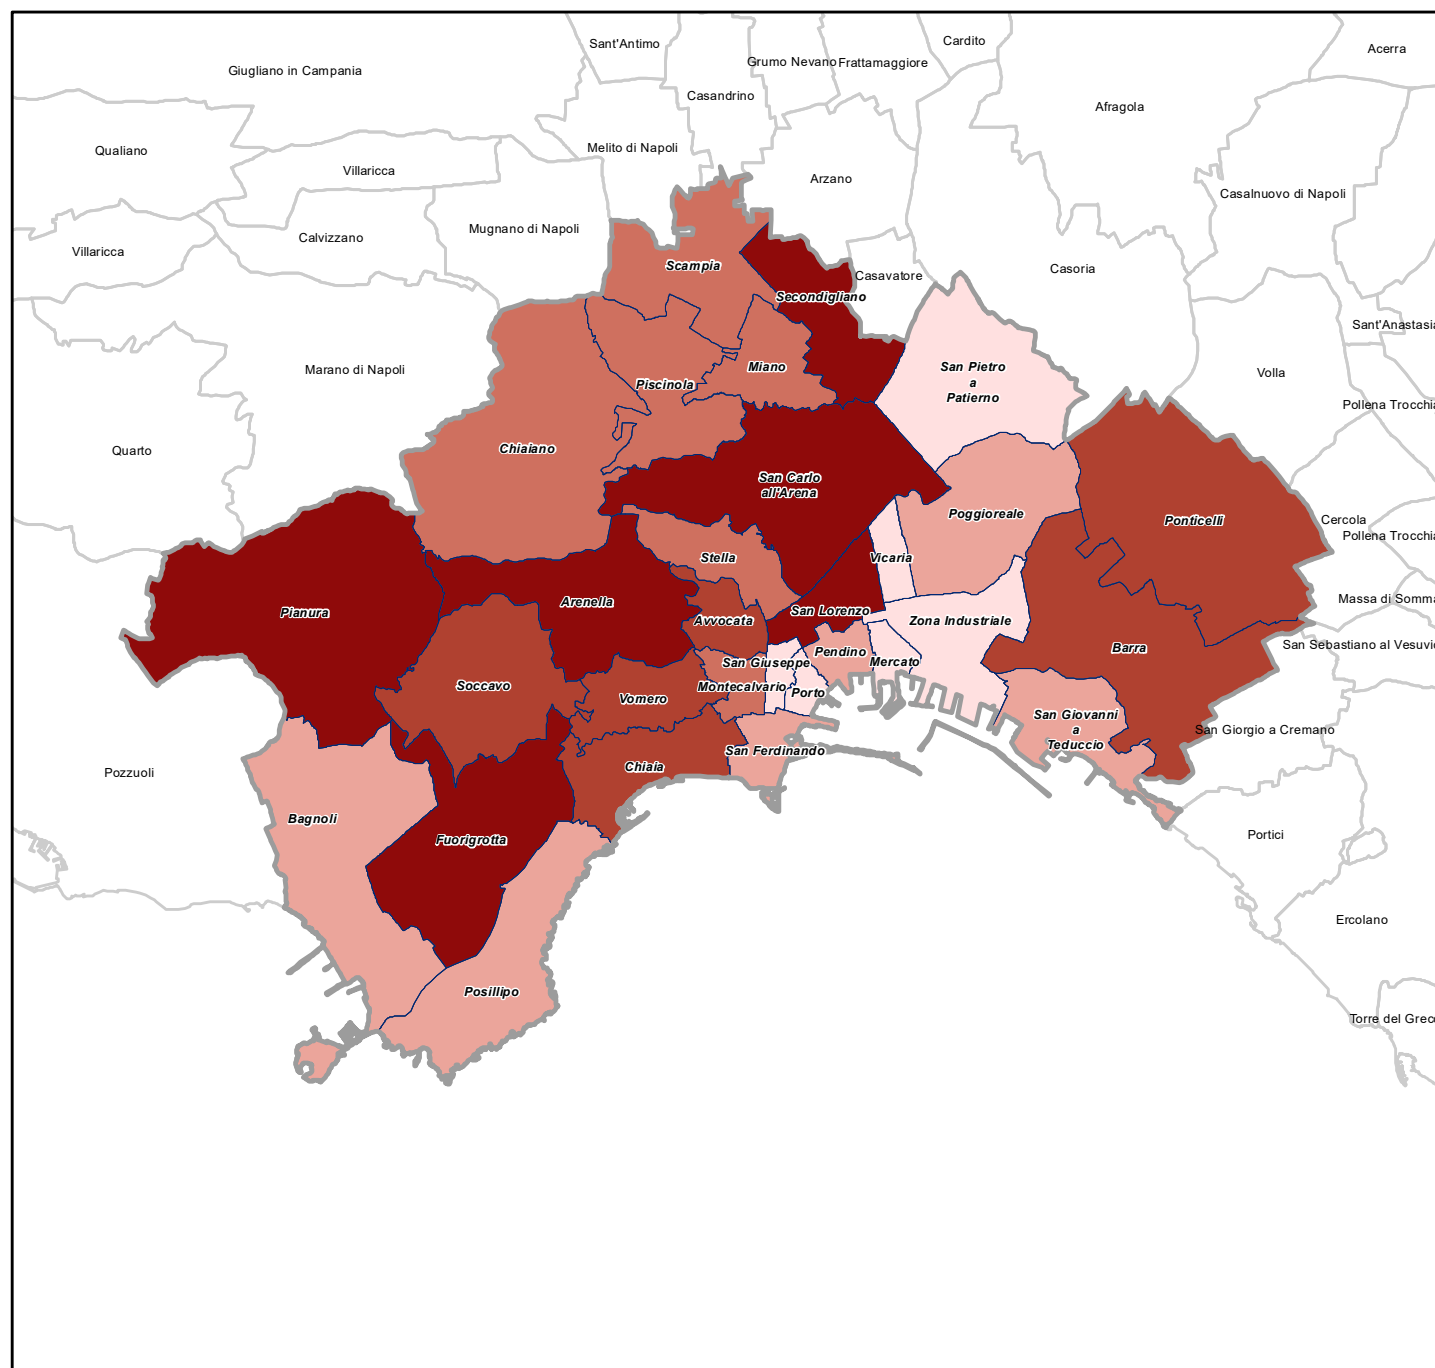 Sant'Antimo
Cardito
Acerra
Grumo Nevano
Frattamaggiore
Giugliano in Campania
Casandrino
Afragola
Qualiano
Melito di Napoli
Villaricca
Arzano
Casalnuovo di Napoli
Mugnano di Napoli
Calvizzano
Villaricca
Scampia
Casoria
Casavatore
Secondigliano
Sant'Anastasia
San Pietro
a
Patierno
Miano
Marano di Napoli
Volla
Piscinola
Pollena Trocchia
Chiaiano
Quarto
San Carlo
all'Arena
Poggioreale
Ponticelli
Cercola
Pollena Trocchia
Stella
Vicaria
Massa di Somma
Arenella
Pianura
San Lorenzo
Avvocata
Zona Industriale
San Sebastiano al Vesuvio
Barra
Pendino
San Giuseppe
Mercato
Soccavo
Montecalvario
Porto
Vomero
San Giovanni
a
Teduccio
San Giorgio a Cremano
San Ferdinando
Chiaia
Pozzuoli
Bagnoli
Fuorigrotta
Portici
Ercolano
Posillipo
Torre del Greco